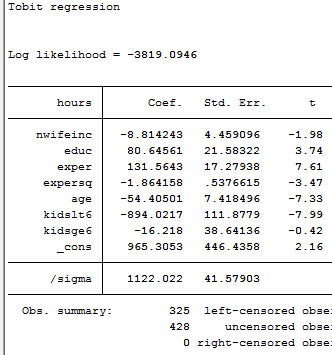 Tobit regression
Log likelihood = -3819.0946
hours Coef. Std. Err. t
nwifeinc -8.814243 4.459096 -1.98
educ 80.64561 21.58322 3.74
exper 131.5643 17.27938 7.61
expersq -1.864158 .5376615 -3.47
age -54.40501 7.418496 -7.33
kidslt6 -894.0217 111.8779 -7.99
kidsge6 -16.218 38.64136 -0.42
_cons 965.3053 446.4358 2.16
/sigma 1122.022 41.57903
Obs. summary: 325 left-censored obse
428 uncensored obse
0 right-censored obse